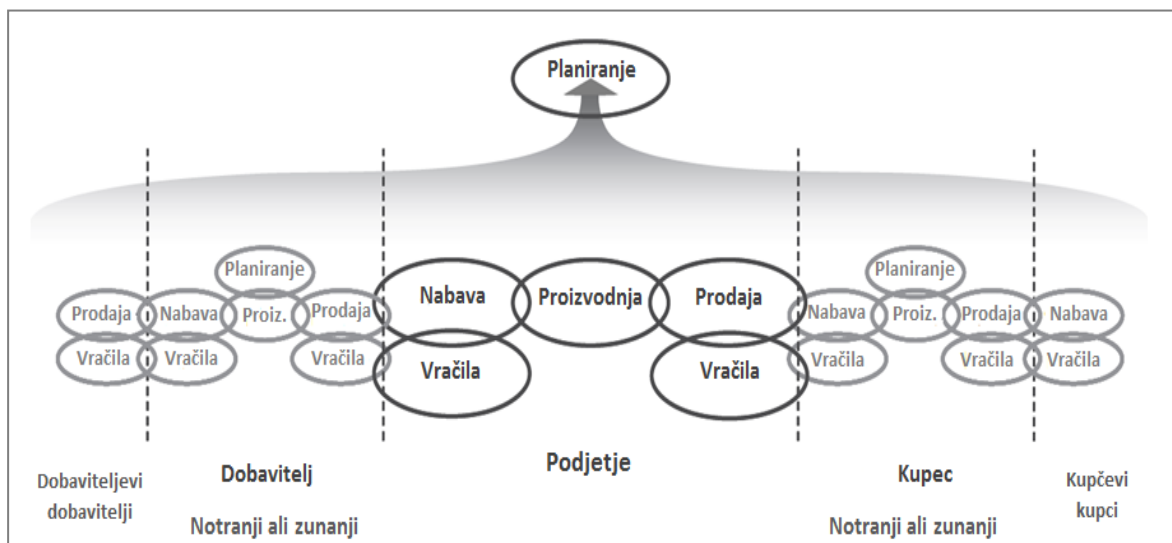 Planiranje
Planiranje
Planiranje
Nabava
Proizvodnja
Prodaja
Prodaja
Nabava
Proiz.
Prodaja
Nabava
Proiz.
Prodaja
Nabava
Vračila
Vračila
Vračila
Vračila
Vračila
Vračila
Vračila
Vračila
Dobaviteljevi
dobavitelji
Dobavitelj
Notranji ali zunanji
Podjetje
Kupec
Notranji ali zunanji
Kupčevi
kupci